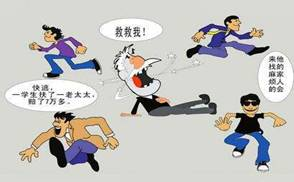 救救我！
快逃，
一学生扶了一老太太，
赔了7万多。
他的家人会
来找麻烦的